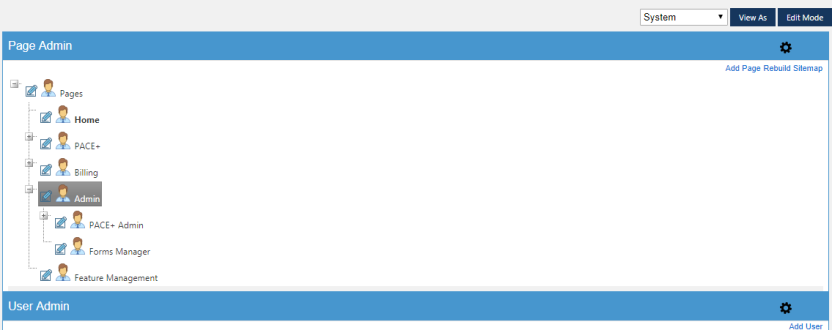 System View As Edit Mode
Page Admin
Add Page Rebuild Sitemap
Pages
Home
PACE+
Billing
Admin
PACE+ Admin
Forms Manager
Feature Management
User Admin
Add User